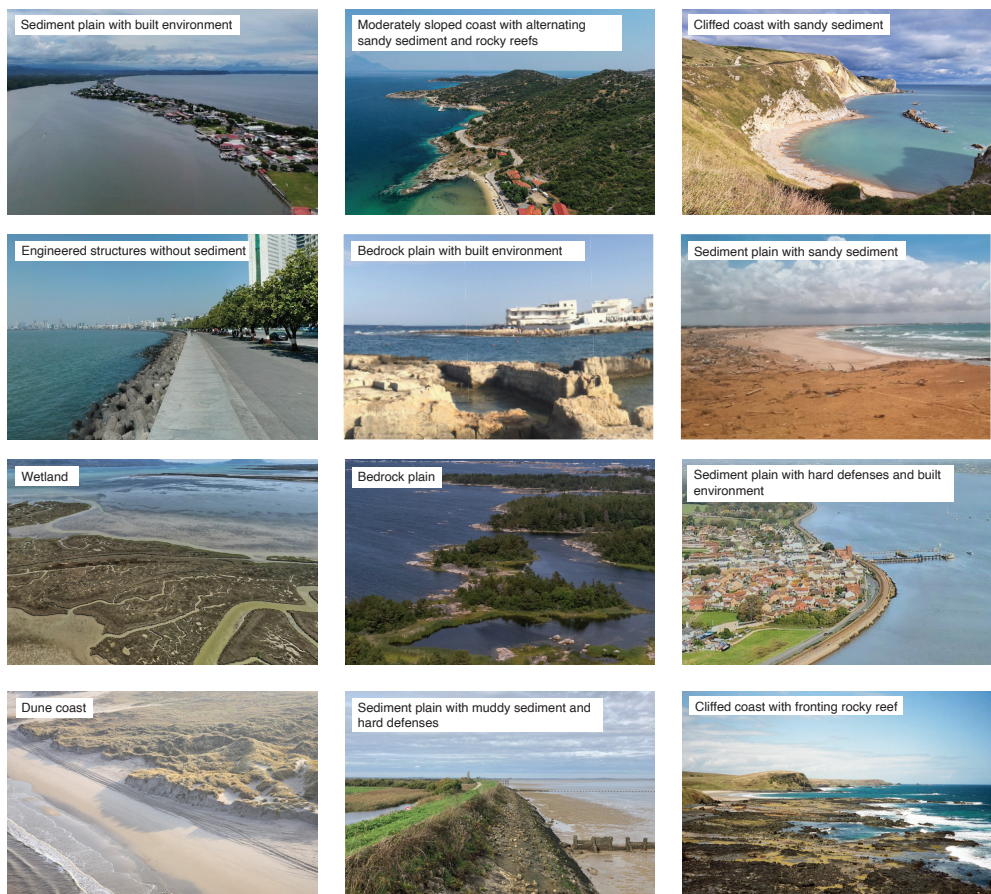 Sediment plain with built environment
Moderately sloped coast with alternating
sandy sediment and rocky reefs
Cliffed coast with sandy sediment
Engineered structures without sediment
Bedrock plain with built environment
Sediment plain with sandy sediment
Wetland
Bedrock plain
Sediment plain with hard defenses and built
environment
Dune coast
Sediment plain with muddy sediment and
hard defenses
Cliffed coast with fronting rocky reef